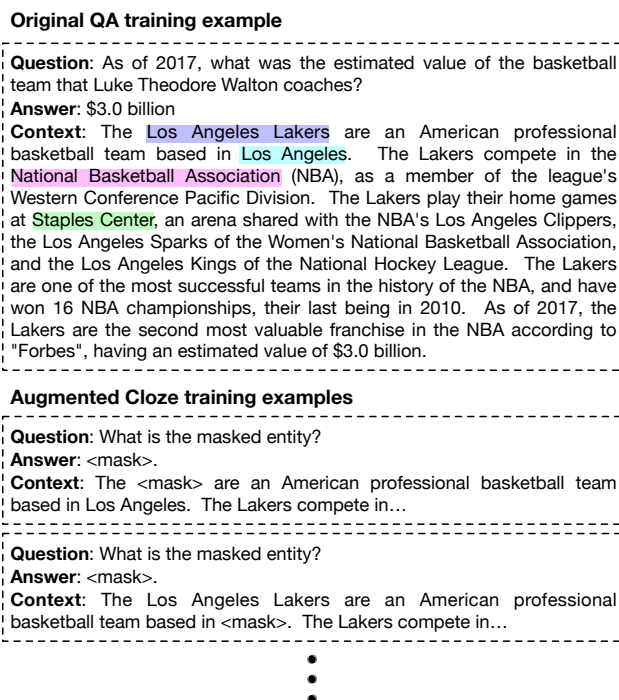 Original QA training example
Question: As of 2017, what was the estimated value of the basketball
team that Luke Theodore Walton coaches?
Answer: $3.0 billion
Context: The Los Angeles Lakers are an American professional
basketball team based in Los Angeles. The Lakers compete in the
National Basketball Association (NBA), as a member of the league's
Western Conference Pacific Division. The Lakers play their home games
at Staples Center, an arena shared with the NBA's Los Angeles Clippers,
the Los Angeles Sparks of the Women's National Basketball Association,
and the Los Angeles Kings of the National Hockey League. The Lakers
are one of the most successful teams in the history of the NBA, and have
won 16 NBA championships, their last being in 2010. As of 2017, the
Lakers are the second most valuable franchise in the NBA according to
"Forbes", having an estimated value of $3.0 billion.
Augmented Cloze training examples
Question: What is the masked entity?
Answer: <mask>.
Context: The <mask> are an American professional basketball team
based in Los Angeles. The Lakers compete in…
Question: What is the masked entity?
Answer: <mask>.
Context: The Los Angeles Lakers are an American professional
basketball team based in <mask>. The Lakers compete in…